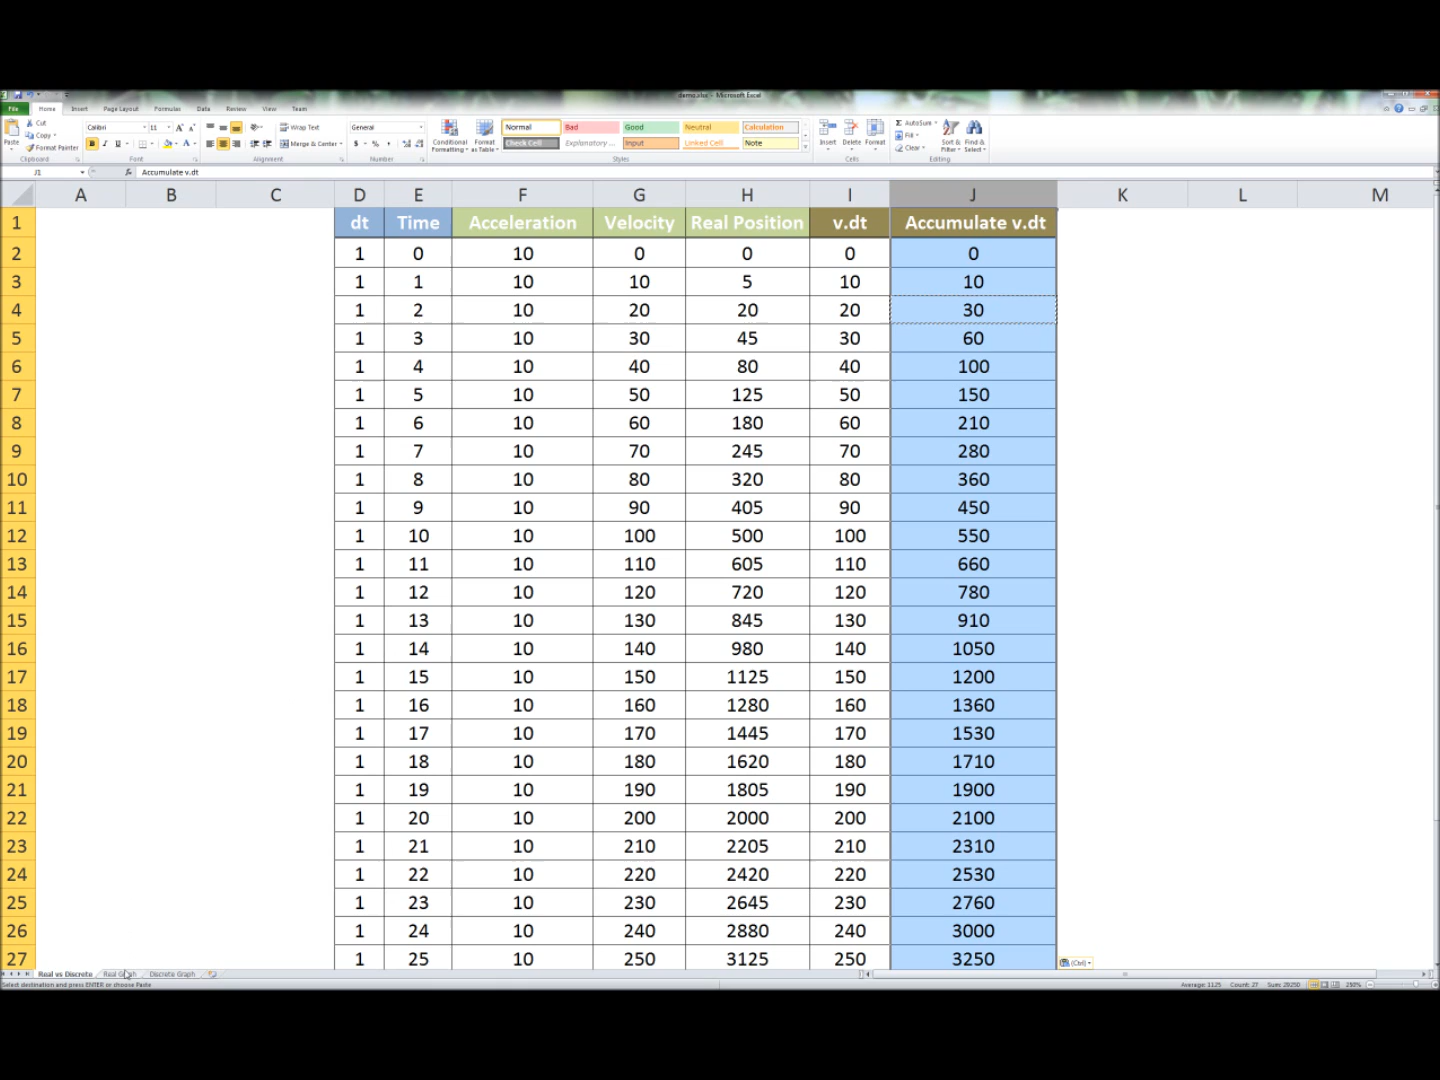 demo.xlsx - Microsoft Excel
File Home Insert Page Layout Formulas Data Review View Team
Paste Cut Copy Format Painter Clipboard
Calibri 11 Font
Wrap Text Merge & Center Alignment
General Number
Conditional Formatting Format as Table
Normal Bad Good Neutral Calculation
Check Cell Explanatory ... Input Linked Cell Note
Styles
Insert Delete Format Cells
AutoSum Fill Clear Sort & Filter Find & Select Editing
J1 fx Accumulate v.dt
A B C D E F G H I J K L M
1 dt Time Acceleration Velocity Real Position v.dt Accumulate v.dt
2 1 0 10 0 0 0 0
3 1 1 10 10 5 10 10
4 1 2 10 20 20 20 30
5 1 3 10 30 45 30 60
6 1 4 10 40 80 40 100
7 1 5 10 50 125 50 150
8 1 6 10 60 180 60 210
9 1 7 10 70 245 70 280
10 1 8 10 80 320 80 360
11 1 9 10 90 405 90 450
12 1 10 10 100 500 100 550
13 1 11 10 110 605 110 660
14 1 12 10 120 720 120 780
15 1 13 10 130 845 130 910
16 1 14 10 140 980 140 1050
17 1 15 10 150 1125 150 1200
18 1 16 10 160 1280 160 1360
19 1 17 10 170 1445 170 1530
20 1 18 10 180 1620 180 1710
21 1 19 10 190 1805 190 1900
22 1 20 10 200 2000 200 2100
23 1 21 10 210 2205 210 2310
24 1 22 10 220 2420 220 2530
25 1 23 10 230 2645 230 2760
26 1 24 10 240 2880 240 3000
27 1 25 10 250 3125 250 3250
(Ctrl)
Real vs Discrete Real Graph Discrete Graph
Select destination and press ENTER or choose Paste Average: 1125 Count: 27 Sum: 29250 250%